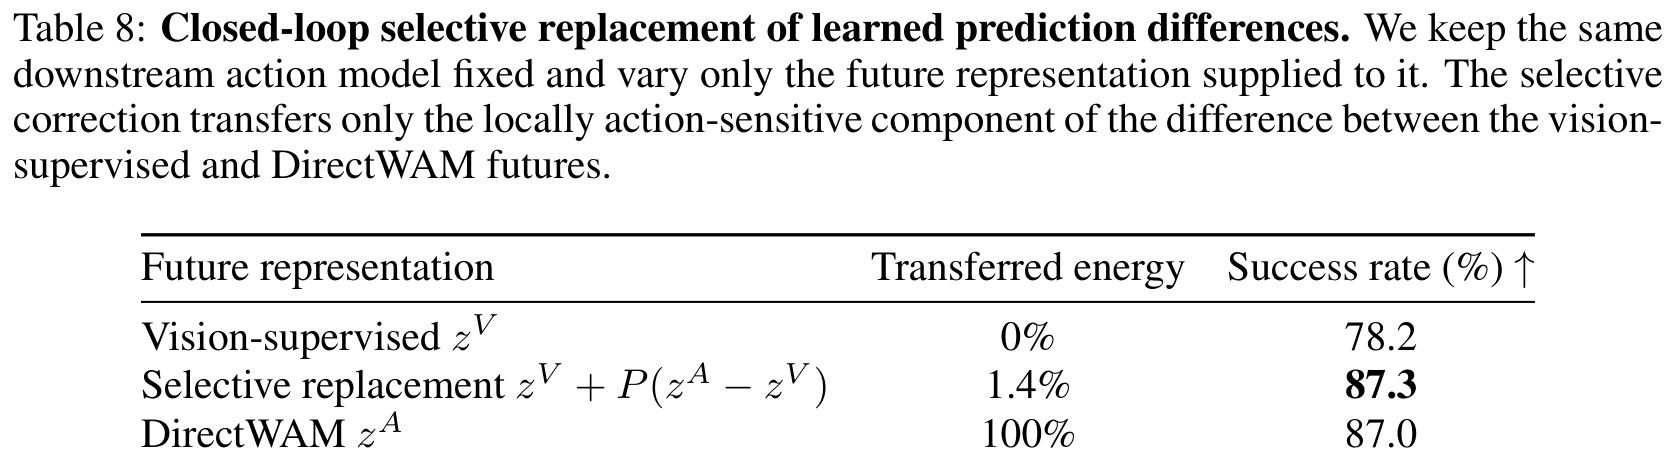 Table 8: Closed-loop selective replacement of learned prediction differences. We keep the same
downstream action model fixed and vary only the future representation supplied to it. The selective
correction transfers only the locally action-sensitive component of the difference between the vision-
supervised and DirectWAM futures.
Future representation Transferred energy Success rate (%) ↑
Vision-supervised z^V 0% 78.2
Selective replacement z^V + P(z^A − z^V) 1.4% 87.3
DirectWAM z^A 100% 87.0